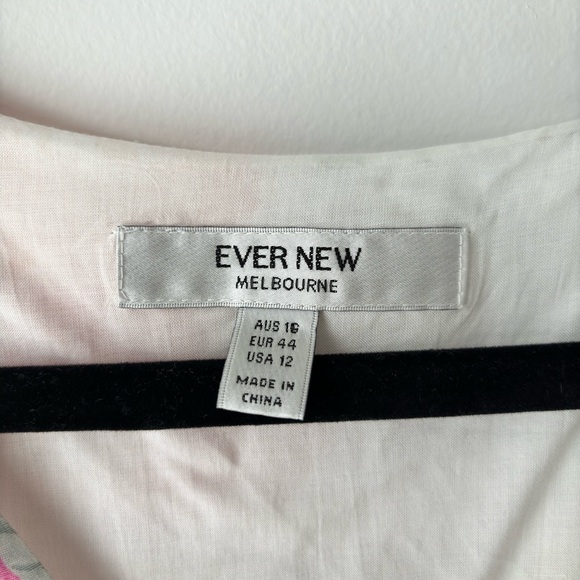 EVER NEW
MELBOURNE
AUS 16
EUR 44
USA 12
MADE IN
CHINA